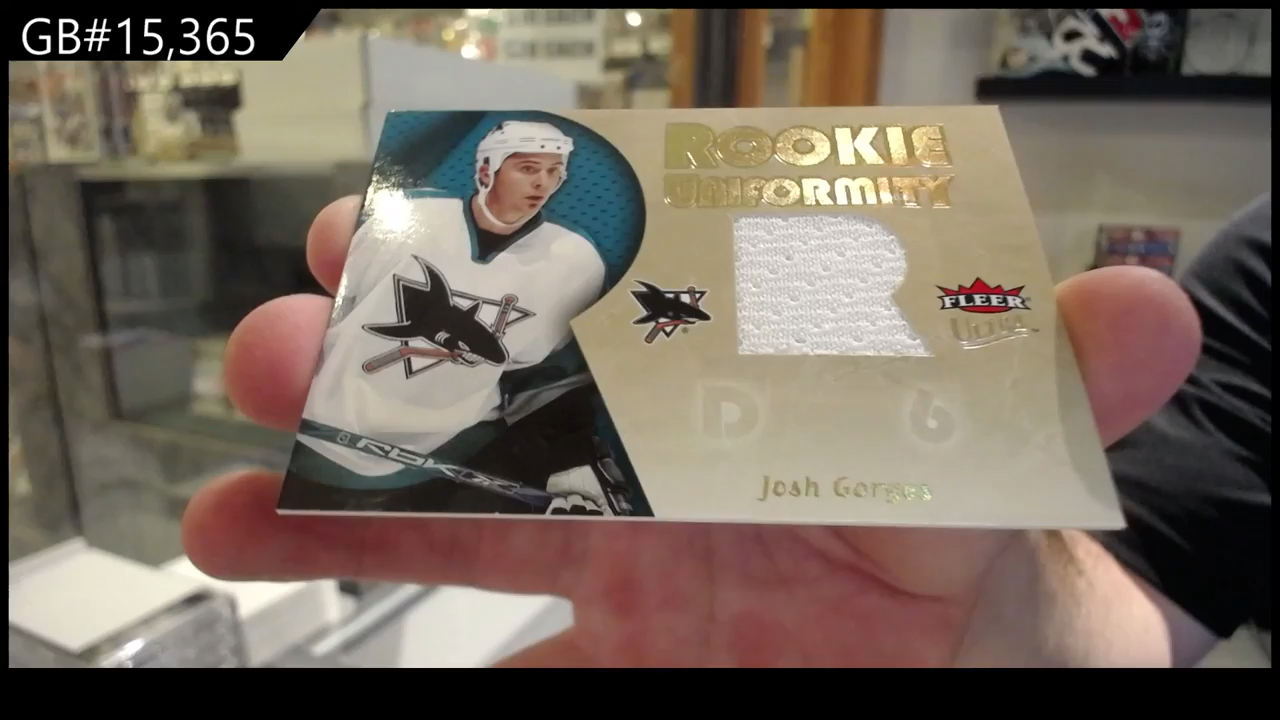 GB#15,365
ROOKIE
UNIFORMITY
FLEER
Ultra
D 6
RBK
Josh Gorges